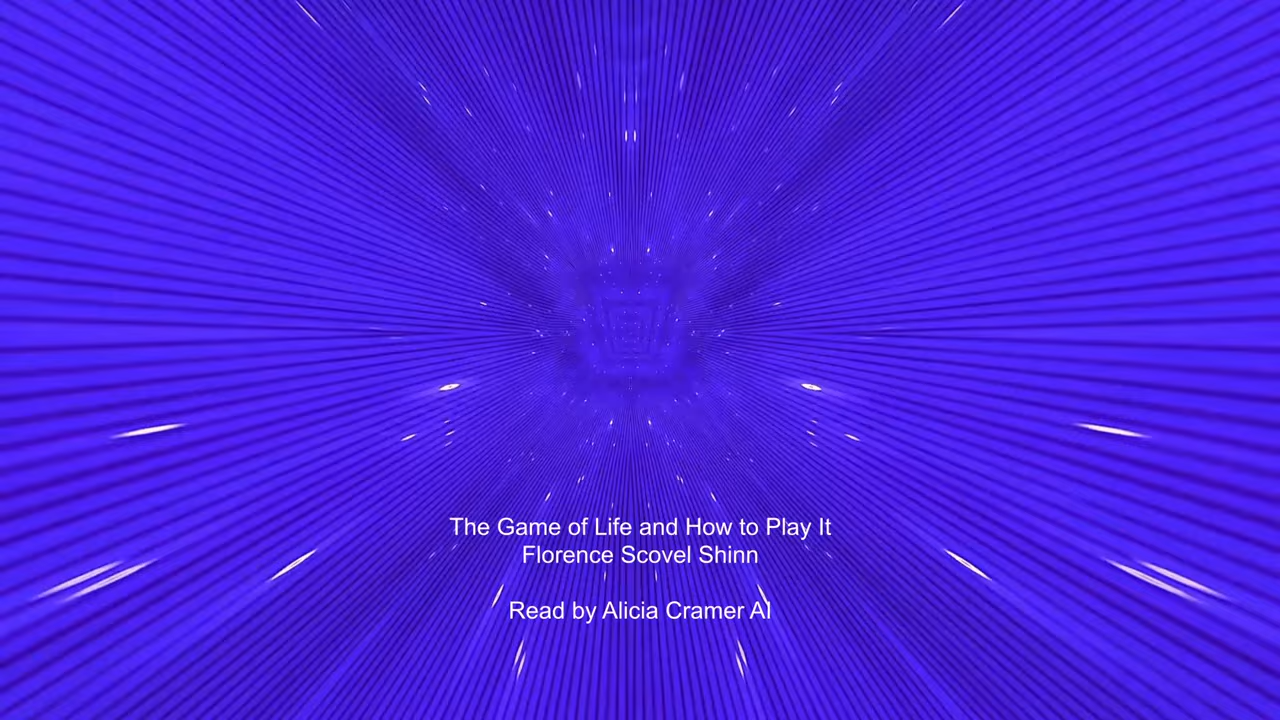 The Game of Life and How to Play It
Florence Scovel Shinn
Read by Alicia Cramer AI